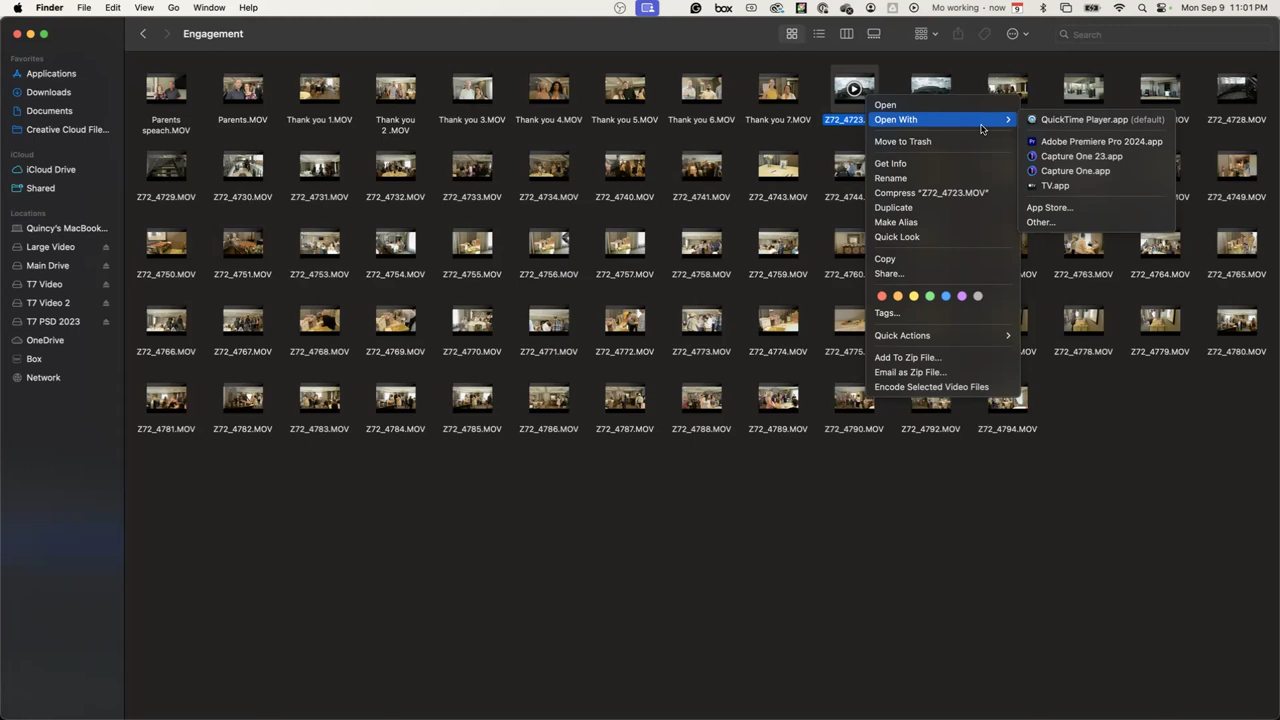 Finder File Edit View Go Window Help box Mo working - now 9 Mon Sep 9 11:01 PM
Engagement
Search
Favorites
Applications
Downloads
Documents
Creative Cloud File...
iCloud
iCloud Drive
Shared
Locations
Quincy's MacBook...
Large Video
Main Drive
T7 Video
T7 Video 2
T7 PSD 2023
OneDrive
Box
Network
Parents speach.MOV Parents.MOV Thank you 1.MOV Thank you 2 .MOV Thank you 3.MOV Thank you 4.MOV Thank you 5.MOV Thank you 6.MOV Thank you 7.MOV Z72_4723. Z72_4728.MOV
Z72_4729.MOV Z72_4730.MOV Z72_4731.MOV Z72_4732.MOV Z72_4733.MOV Z72_4740.MOV Z72_4741.MOV Z72_4743.MOV Z72_4744. Z72_4749.MOV
Z72_4750.MOV Z72_4751.MOV Z72_4753.MOV Z72_4754.MOV Z72_4755.MOV Z72_4756.MOV Z72_4757.MOV Z72_4758.MOV Z72_4759.MOV Z72_4760. Z72_4763.MOV Z72_4764.MOV Z72_4765.MOV
Z72_4766.MOV Z72_4767.MOV Z72_4768.MOV Z72_4769.MOV Z72_4770.MOV Z72_4771.MOV Z72_4772.MOV Z72_4773.MOV Z72_4774.MOV Z72_4775. Z72_4778.MOV Z72_4779.MOV Z72_4780.MOV
Z72_4781.MOV Z72_4782.MOV Z72_4783.MOV Z72_4784.MOV Z72_4785.MOV Z72_4786.MOV Z72_4787.MOV Z72_4788.MOV Z72_4789.MOV Z72_4790.MOV Z72_4792.MOV Z72_4794.MOV
Open
Open With
Move to Trash
Get Info
Rename
Compress "Z72_4723.MOV"
Duplicate
Make Alias
Quick Look
Copy
Share...
Tags...
Quick Actions
Add To Zip File...
Email as Zip File...
Encode Selected Video Files
QuickTime Player.app (default)
Adobe Premiere Pro 2024.app
Capture One 23.app
Capture One.app
TV.app
App Store...
Other...